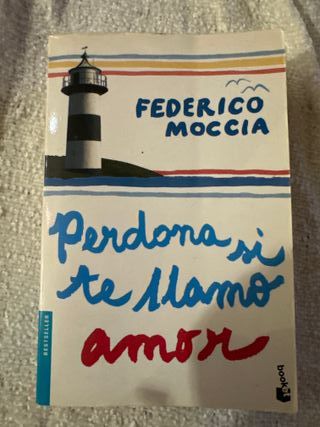 FEDERICO
MOCCIA
Perdona si
te llamo
amor
BESTSELLER
booket